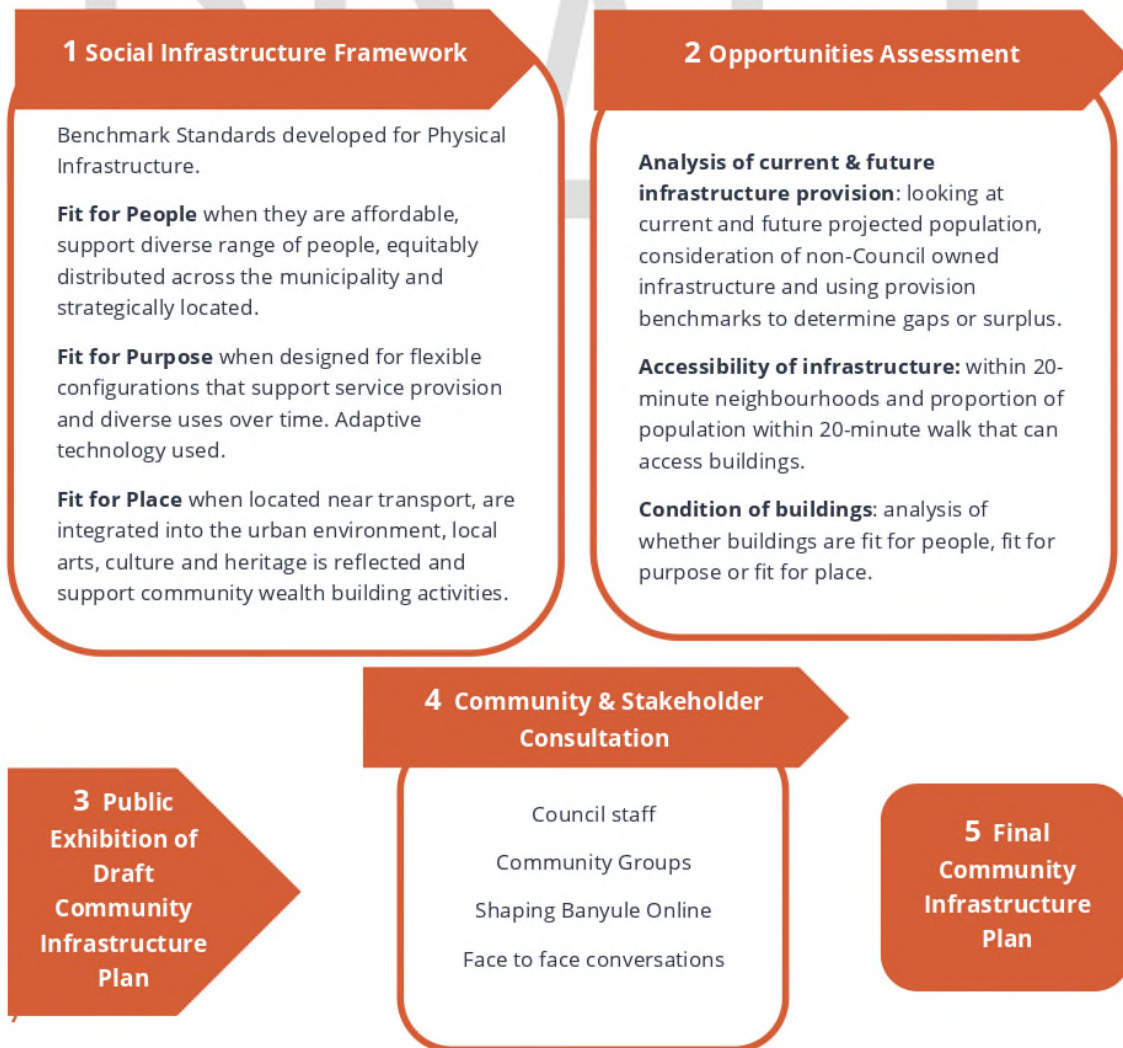 1 Social Infrastructure Framework
Benchmark Standards developed for Physical
Infrastructure.
Fit for People when they are affordable,
support diverse range of people, equitably
distributed across the municipality and
strategically located.
Fit for Purpose when designed for flexible
configurations that support service provision
and diverse uses over time. Adaptive
technology used.
Fit for Place when located near transport, are
integrated into the urban environment, local
arts, culture and heritage is reflected and
support community wealth building activities.
2 Opportunities Assessment
Analysis of current & future
infrastructure provision: looking at
current and future projected population,
consideration of non-Council owned
infrastructure and using provision
benchmarks to determine gaps or surplus.
Accessibility of infrastructure: within 20-
minute neighbourhoods and proportion of
population within 20-minute walk that can
access buildings.
Condition of buildings: analysis of
whether buildings are fit for people, fit for
purpose or fit for place.
3 Public
Exhibition of
Draft
Community
Infrastructure
Plan
4 Community & Stakeholder
Consultation
Council staff
Community Groups
Shaping Banyule Online
Face to face conversations
5 Final
Community
Infrastructure
Plan